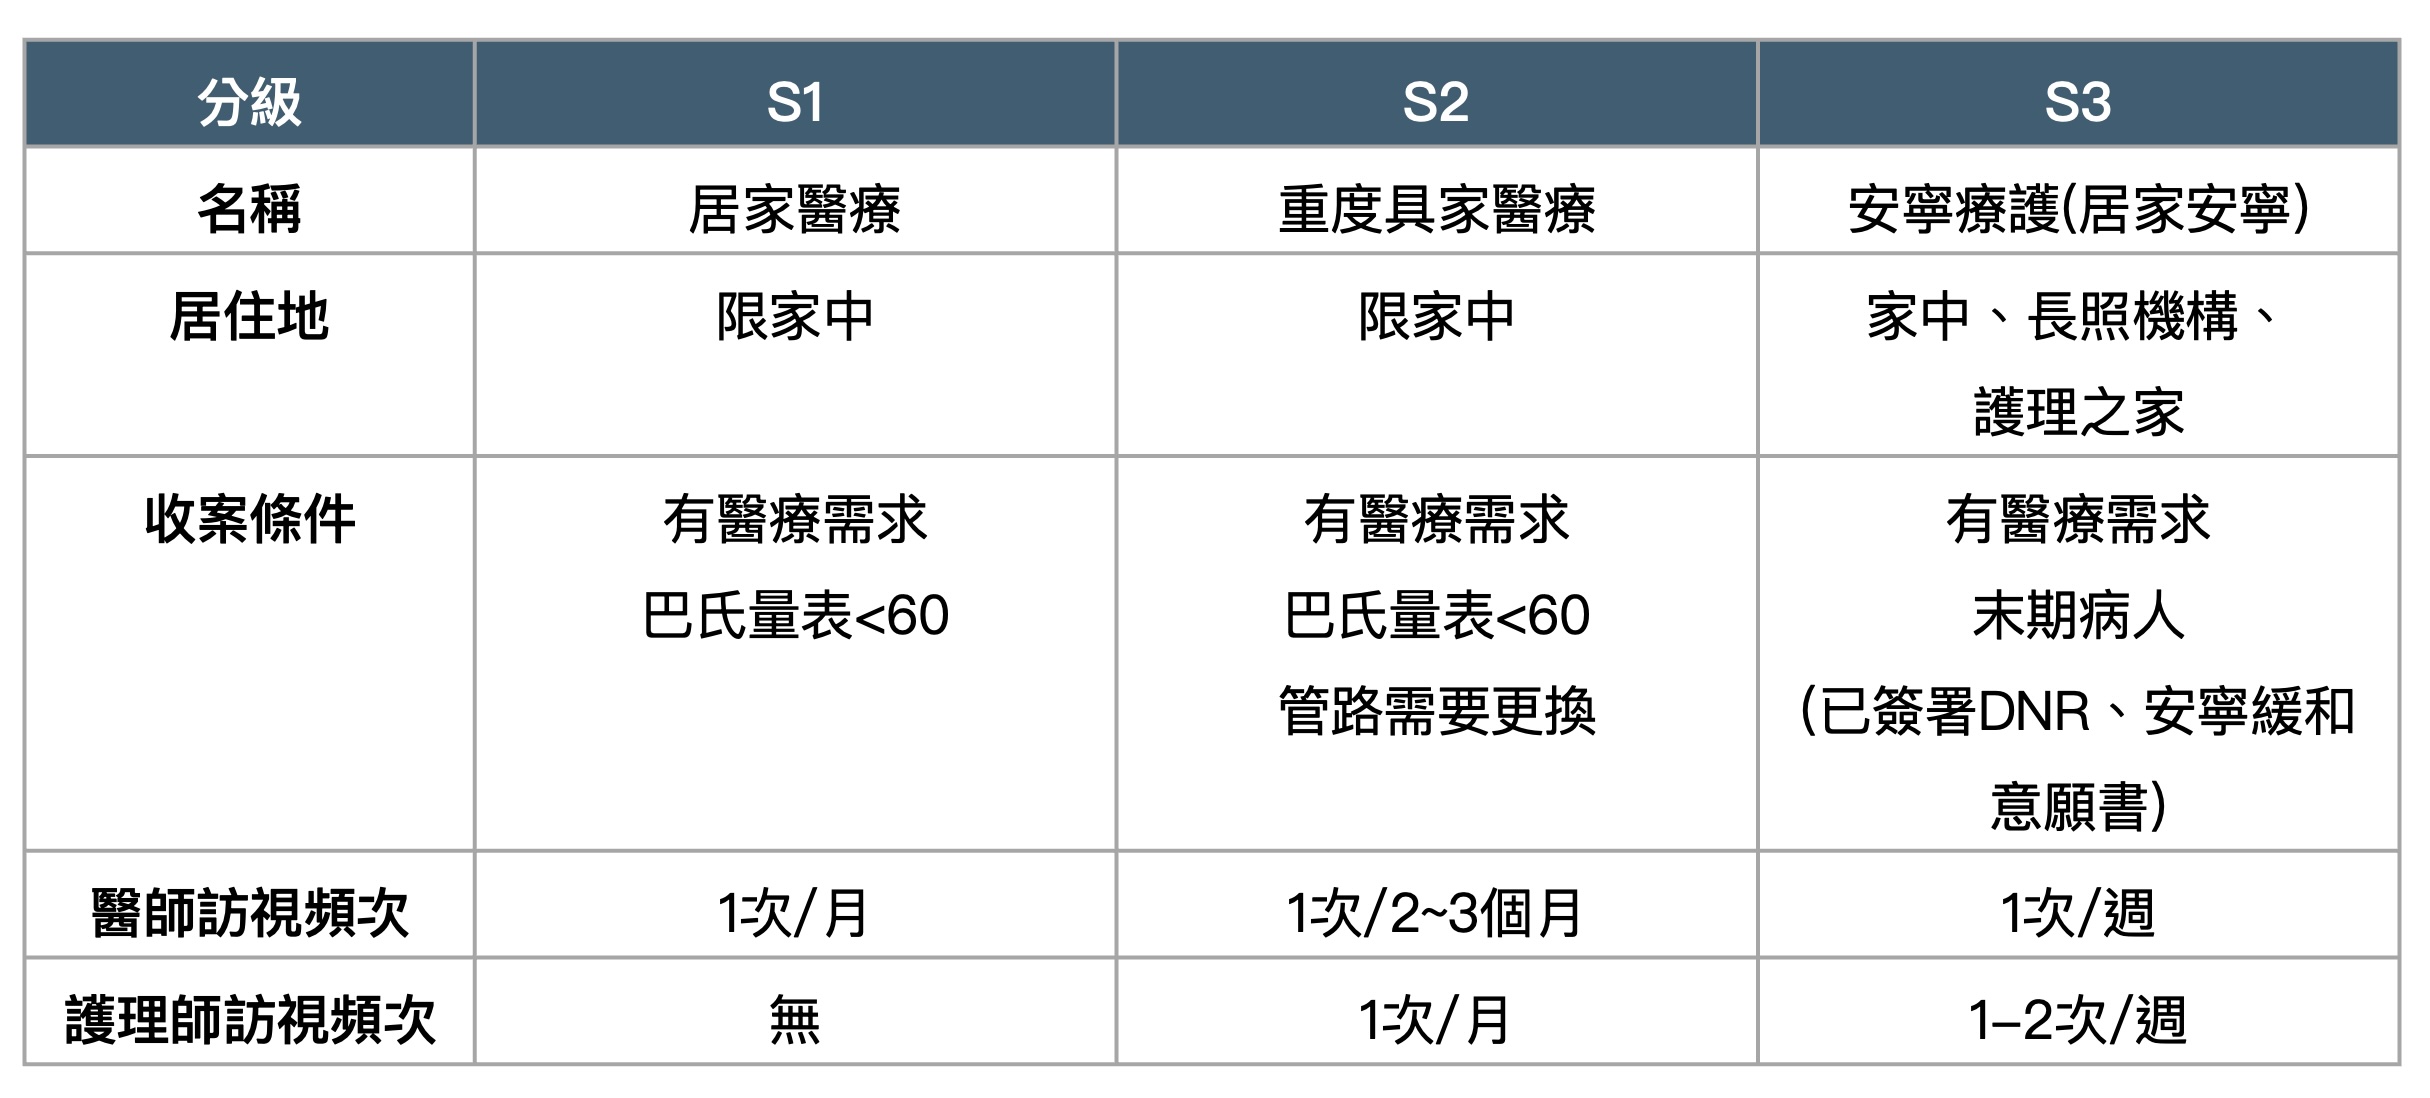 分級 S1 S2 S3
名稱 居家醫療 重度具家醫療 安寧療護(居家安寧)
居住地 限家中 限家中 家中、長照機構、
護理之家
收案條件 有醫療需求 有醫療需求 有醫療需求
巴氏量表<60 巴氏量表<60 末期病人
管路需要更換 (已簽署DNR、安寧緩和
意願書)
醫師訪視頻次 1次/月 1次/2~3個月 1次/週
護理師訪視頻次 無 1次/月 1–2次/週